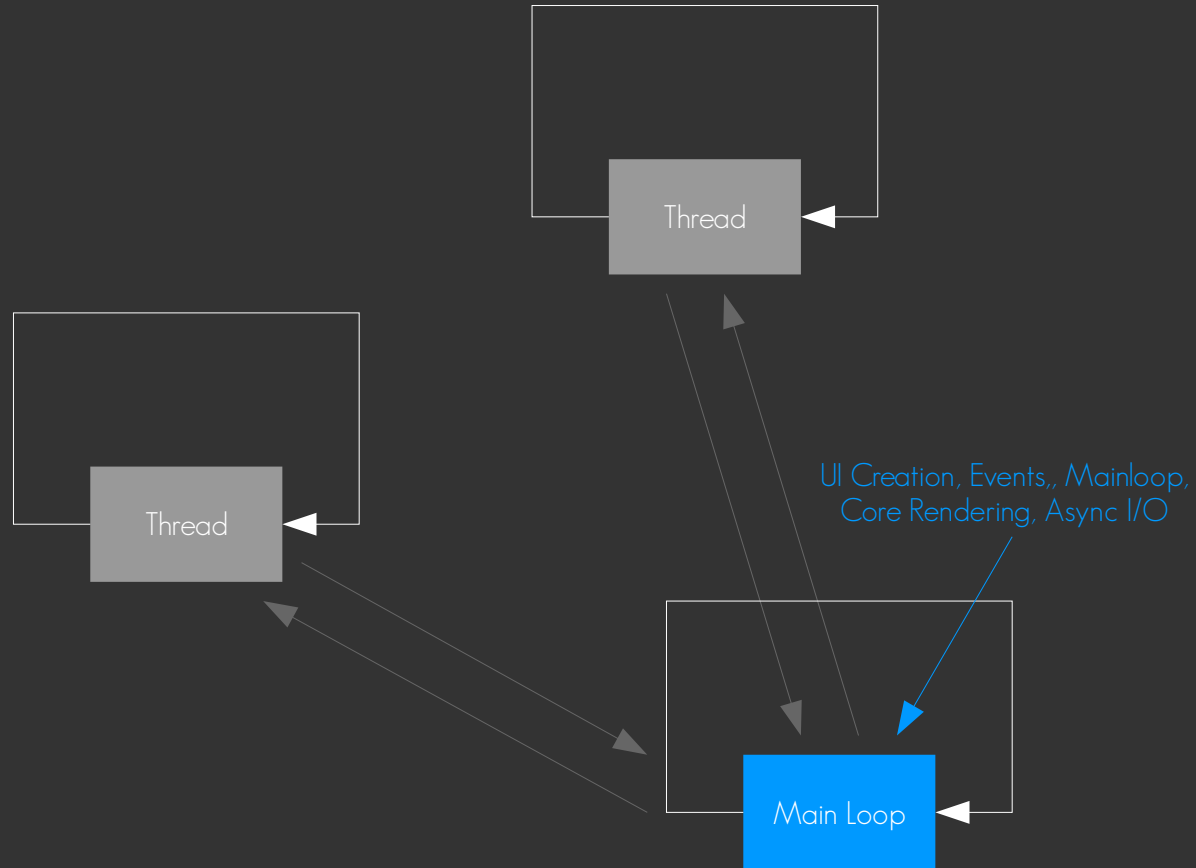 Thread
Thread
UI Creation, Events,, Mainloop,
Core Rendering, Async I/O
Main Loop